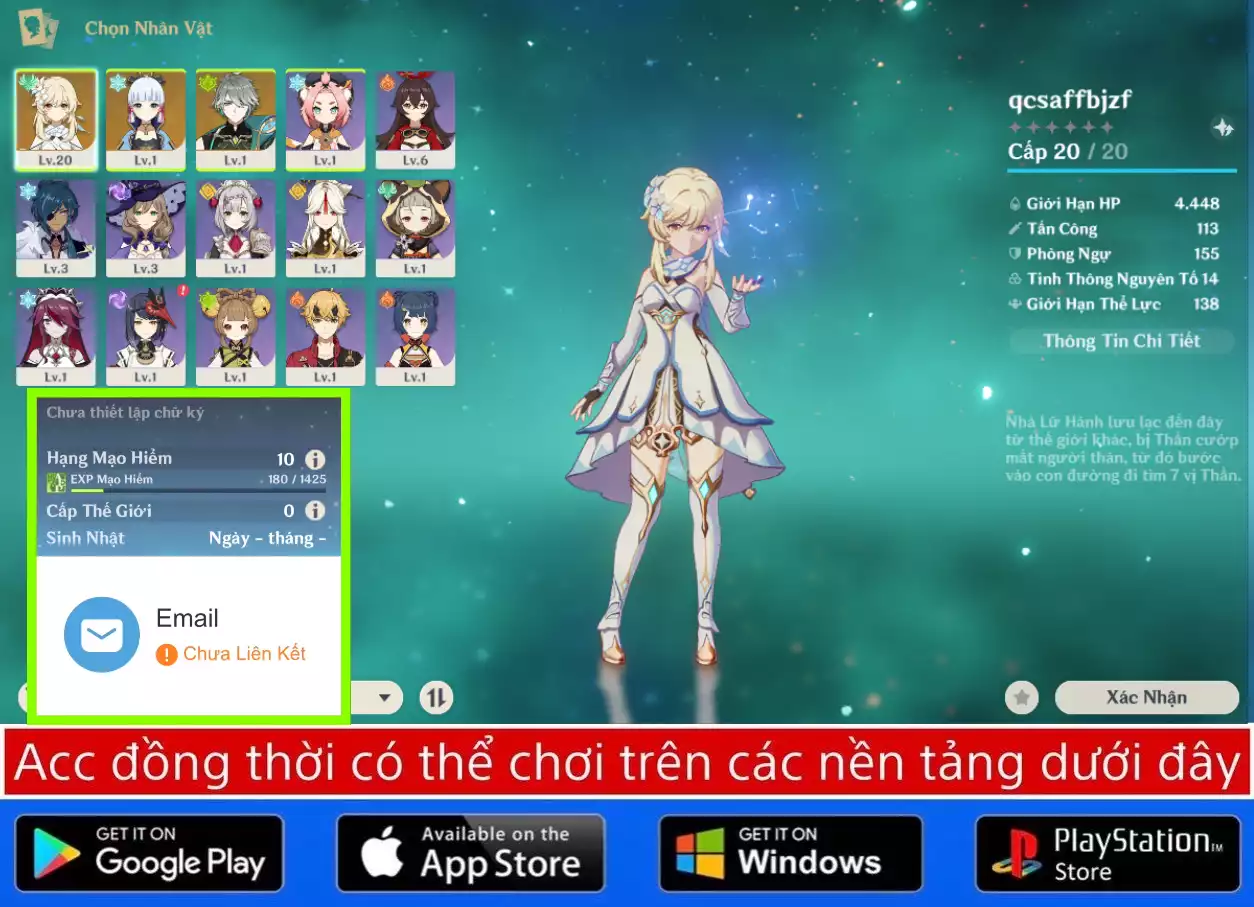 Chọn Nhân Vật
Lv.20
Lv.1
Lv.1
Lv.1
Lv.6
Lv.3
Lv.3
Lv.1
Lv.1
Lv.1
Lv.1
Lv.1
Lv.1
Lv.1
Lv.1
qcsaffbjzf
Cấp 20 / 20
Giới Hạn HP 4.448
Tấn Công 113
Phòng Ngự 155
Tinh Thông Nguyên Tố 14
Giới Hạn Thể Lực 138
Thông Tin Chi Tiết
Nhà Lữ Hành lưu lạc đến đây
từ thế giới khác, bị Thần cướp
mất người thân, từ đó bước
vào con đường đi tìm 7 vị Thần.
Chưa thiết lập chữ ký
Hạng Mạo Hiểm 10
EXP Mạo Hiểm 180 / 1425
Cấp Thế Giới 0
Sinh Nhật Ngày - tháng -
Email
Chưa Liên Kết
Xác Nhận
Acc đồng thời có thể chơi trên các nền tảng dưới đây
GET IT ON
Google Play
Available on the
App Store
GET IT ON
Windows
PlayStation™
Store